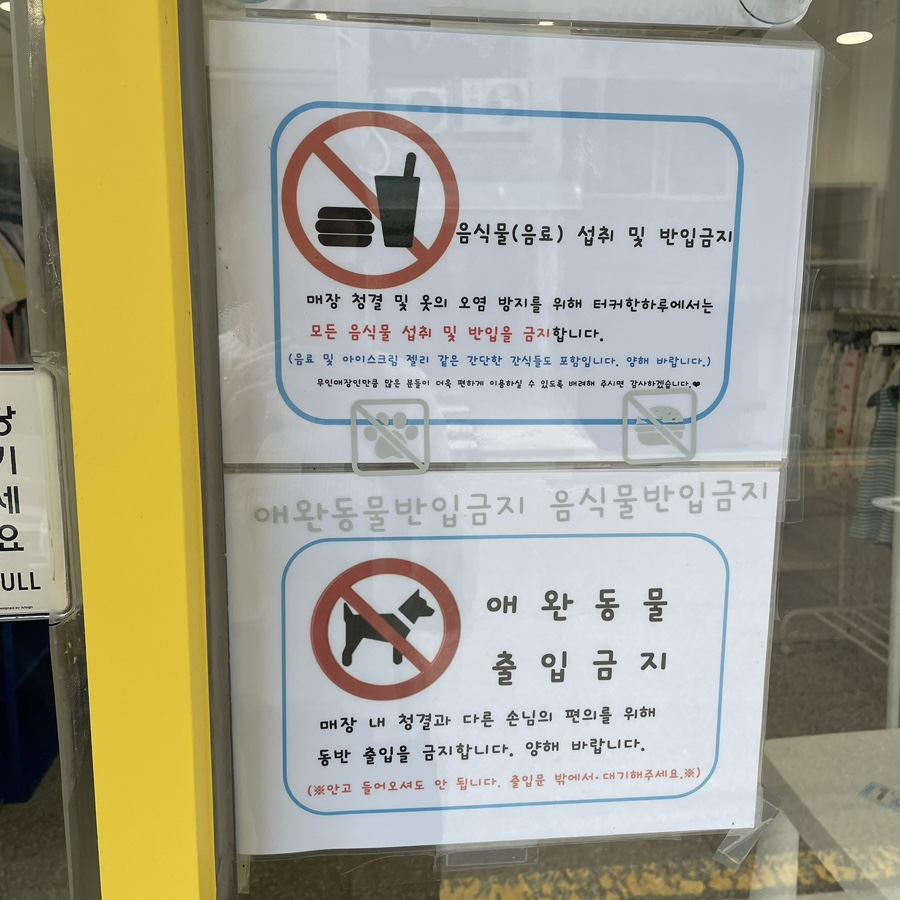 음식물(음료) 섭취 및 반입금지
매장 청결 및 옷의 오염 방지를 위해 터커한하루에서는
모든 음식물 섭취 및 반입을 금지합니다.
(음료 및 아이스크림 젤리 같은 간단한 간식들도 포함입니다. 양해 바랍니다.)
무인매장인만큼 많은 분들이 더욱 편하게 이용하실 수 있도록 배려해 주시면 감사하겠습니다.❤
애완동물반입금지 음식물반입금지
애완동물
출입금지
매장 내 청결과 다른 손님의 편의를 위해
동반 출입을 금지합니다. 양해 바랍니다.
(※안고 들어오셔도 안 됩니다. 출입문 밖에서 대기해주세요.※)
기
세
요
ULL